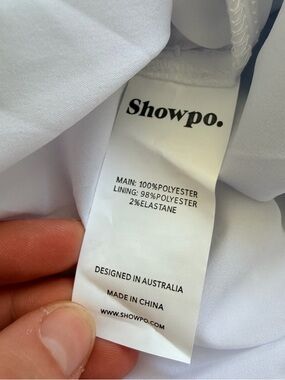 Showpo.
MAIN: 100%POLYESTER
LINING: 98%POLYESTER
2%ELASTANE
DESIGNED IN AUSTRALIA
MADE IN CHINA
WWW.SHOWPO.COM